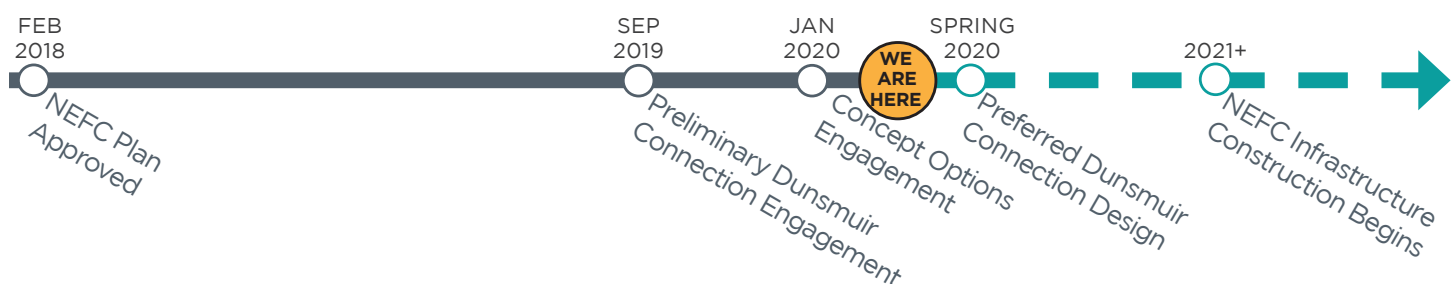 FEB
2018
NEFC Plan
Approved
SEP
2019
Preliminary Dunsmuir
Connection Engagement
JAN
2020
Concept Options
Engagement
WE
ARE
HERE
SPRING
2020
Preferred Dunsmuir
Connection Design
2021+
NEFC Infrastructure
Construction Begins